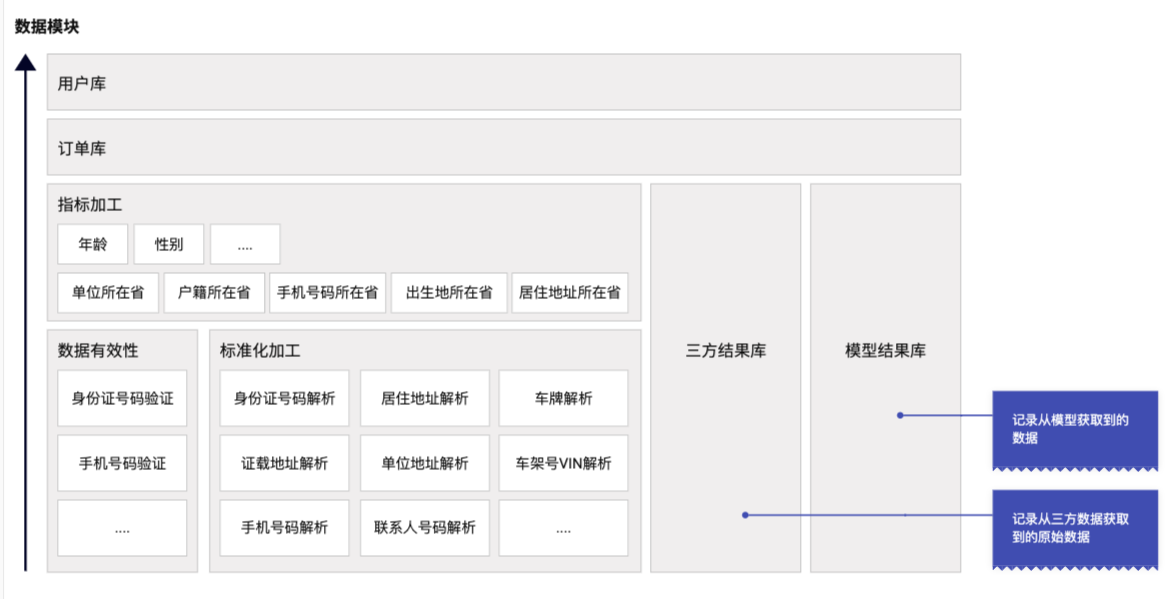 数据模块
用户库
订单库
指标加工
年龄
性别
....
单位所在省
户籍所在省
手机号码所在省
出生地所在省
居住地址所在省
数据有效性
身份证号码验证
手机号码验证
....
标准化加工
身份证号码解析
居住地址解析
车牌解析
证载地址解析
单位地址解析
车架号VIN解析
手机号码解析
联系人号码解析
....
三方结果库
模型结果库
记录从模型获取到的
数据
记录从三方数据获取
到的原始数据